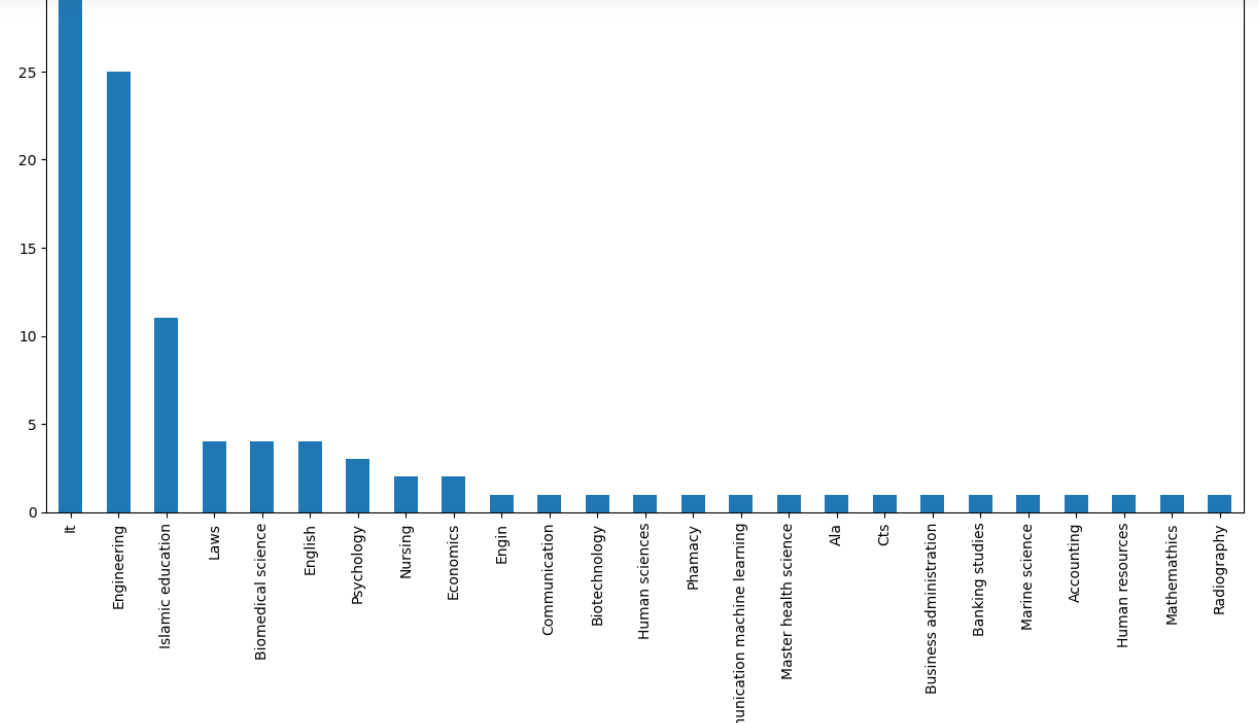 25
20
15
10
5
0
It
Engineering
Islamic education
Laws
Biomedical science
English
Psychology
Nursing
Economics
Engin
Communication
Biotechnology
Human sciences
Phamacy
machine learning
Master health science
Ala
Cts
Business administration
Banking studies
Marine science
Accounting
Human resources
Mathemathics
Radiography